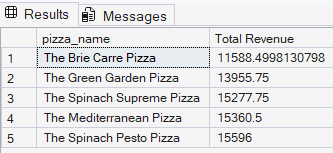 Results Messages
pizza_name Total Revenue
1 The Brie Carre Pizza 11588.4998130798
2 The Green Garden Pizza 13955.75
3 The Spinach Supreme Pizza 15277.75
4 The Mediterranean Pizza 15360.5
5 The Spinach Pesto Pizza 15596